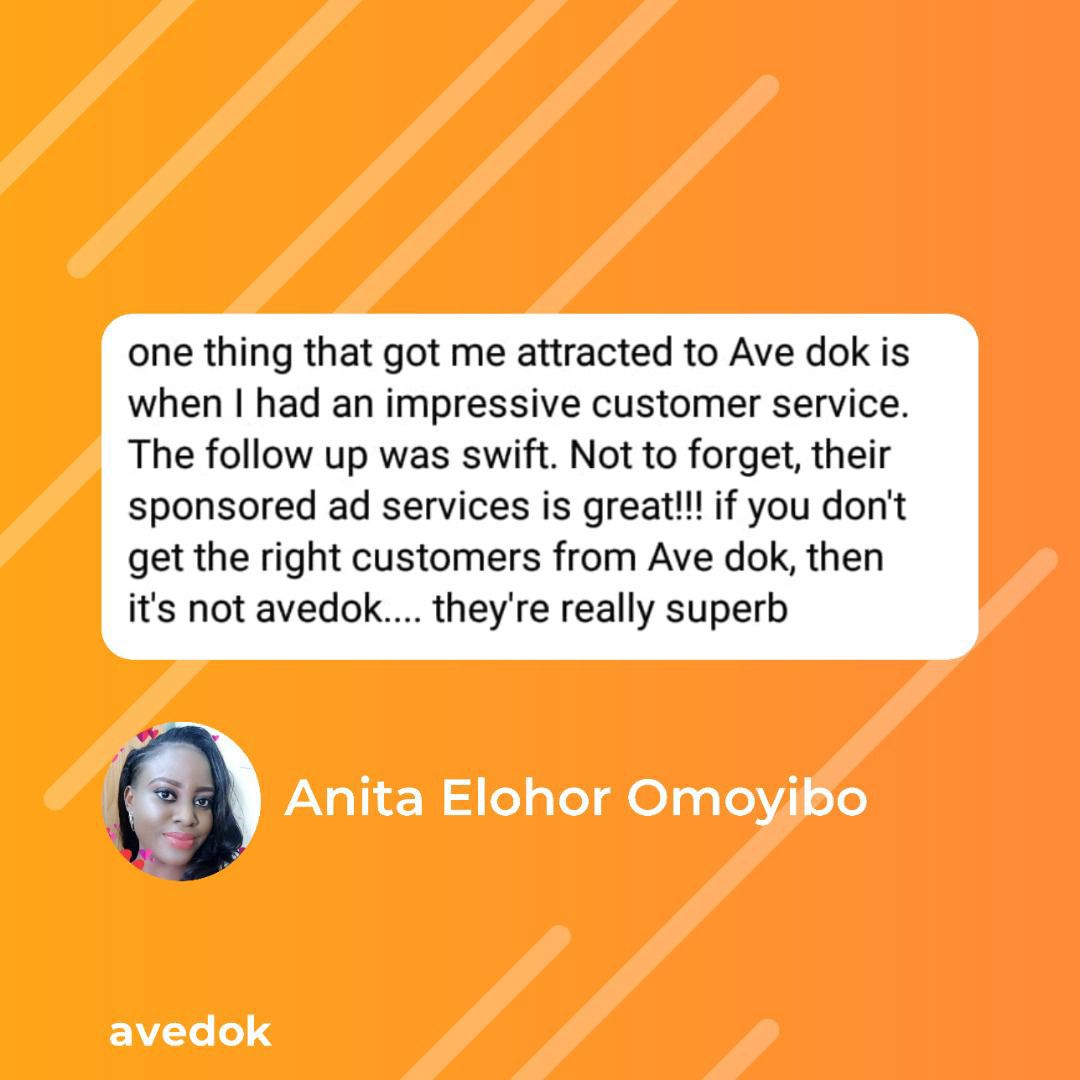 one thing that got me attracted to Ave dok is
when I had an impressive customer service.
The follow up was swift. Not to forget, their
sponsored ad services is great!!! if you don't
get the right customers from Ave dok, then
it's not avedok.... they're really superb
Anita Elohor Omoyibo
avedok